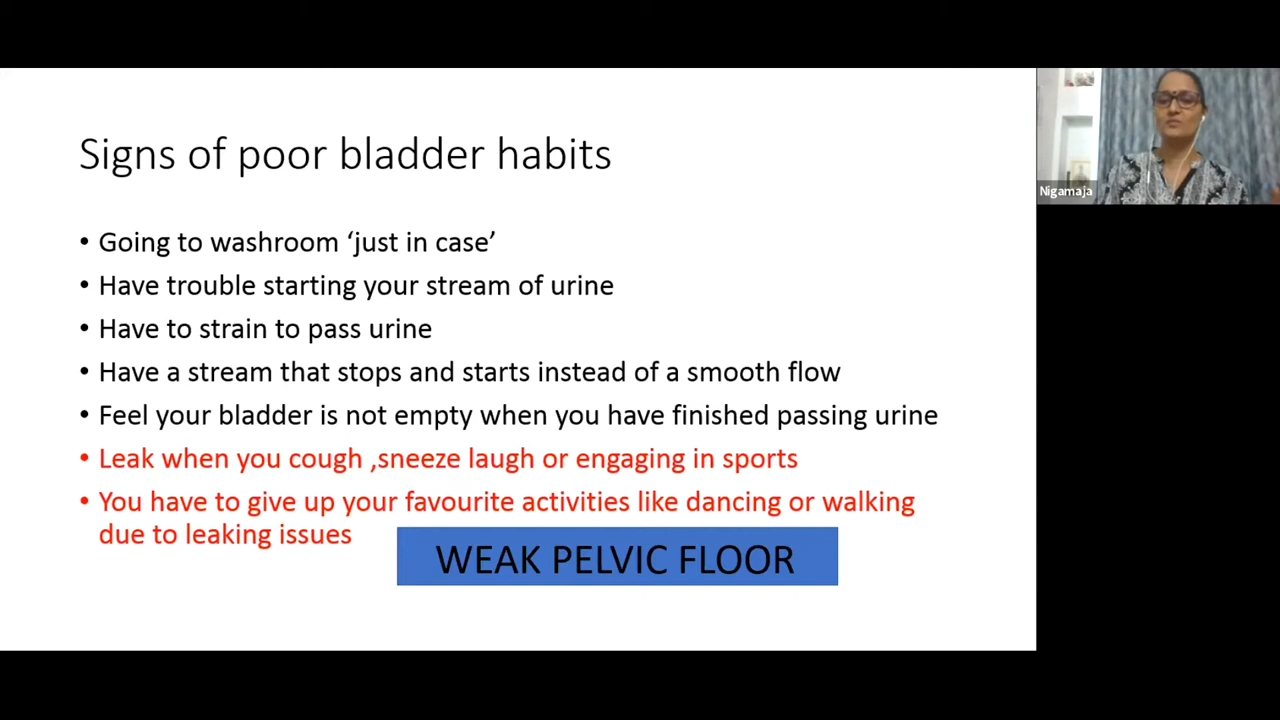 Signs of poor bladder habits
• Going to washroom ‘just in case’
• Have trouble starting your stream of urine
• Have to strain to pass urine
• Have a stream that stops and starts instead of a smooth flow
• Feel your bladder is not empty when you have finished passing urine
• Leak when you cough ,sneeze laugh or engaging in sports
• You have to give up your favourite activities like dancing or walking
due to leaking issues
WEAK PELVIC FLOOR
Nigamaja